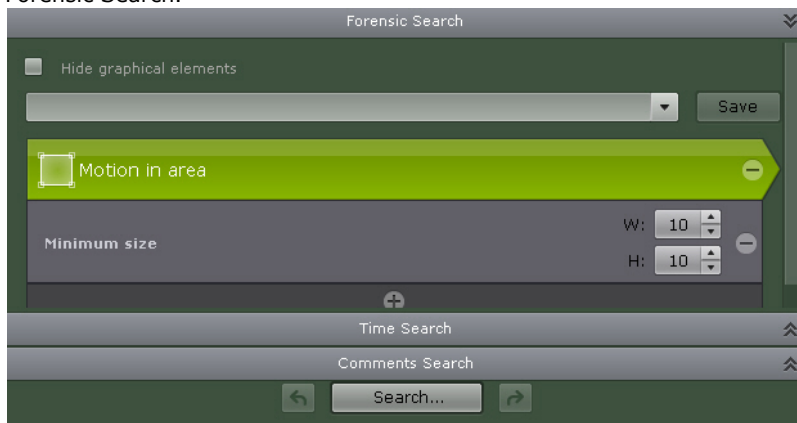 Forensic Search.
Forensic Search
Hide graphical elements
Save
Motion in area
W: 10
Minimum size
H: 10
Time Search
Comments Search
Search...